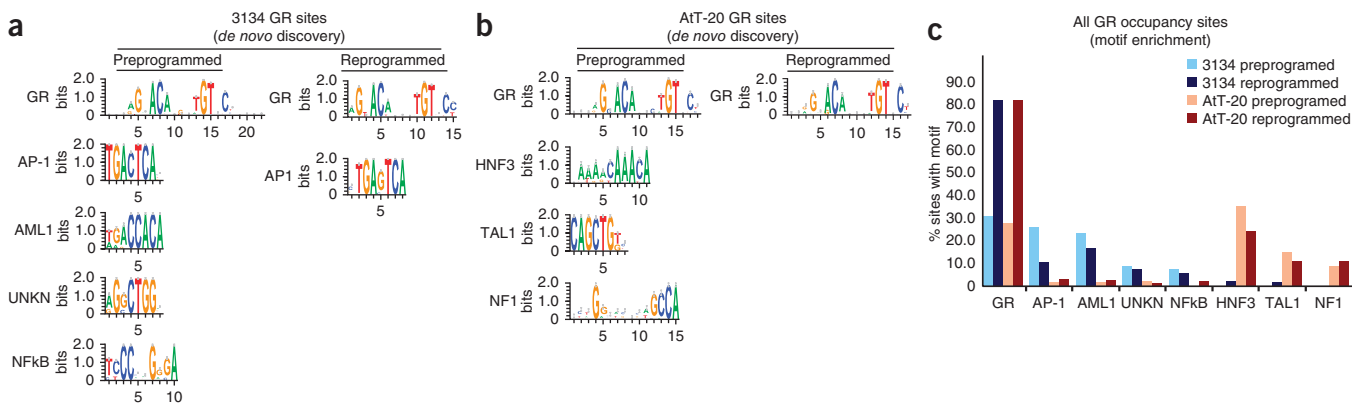 a
3134 GR sites
(de novo discovery)
Preprogrammed
Reprogrammed
GR
bits
2.0
1.0
0
5 10 15 20
GR
bits
2.0
1.0
0
5 10 15
AP-1
bits
2.0
1.0
0
TGACTCA
5
AP1
bits
2.0
1.0
0
TGAGTCA
5
AML1
bits
2.0
1.0
0
TGACCACA
5
UNKN
bits
2.0
1.0
0
AGGCTGG
5
NFkB
bits
2.0
1.0
0
5 10
b
AtT-20 GR sites
(de novo discovery)
Preprogrammed
Reprogrammed
GR
bits
2.0
1.0
0
5 10 15
GR
bits
2.0
1.0
0
5 10 15
HNF3
bits
2.0
1.0
0
AAAACAAACA
5 10
TAL1
bits
2.0
1.0
0
CAGCTGT
5
NF1
bits
2.0
1.0
0
5 10 15
c
All GR occupancy sites
(motif enrichment)
3134 preprogramed
3134 reprogrammed
AtT-20 preprogramed
AtT-20 reprogrammed
% sites with motif
90.0
80.0
70.0
60.0
50.0
40.0
30.0
20.0
10.0
0.0
GR AP-1 AML1 UNKN NFkB HNF3 TAL1 NF1